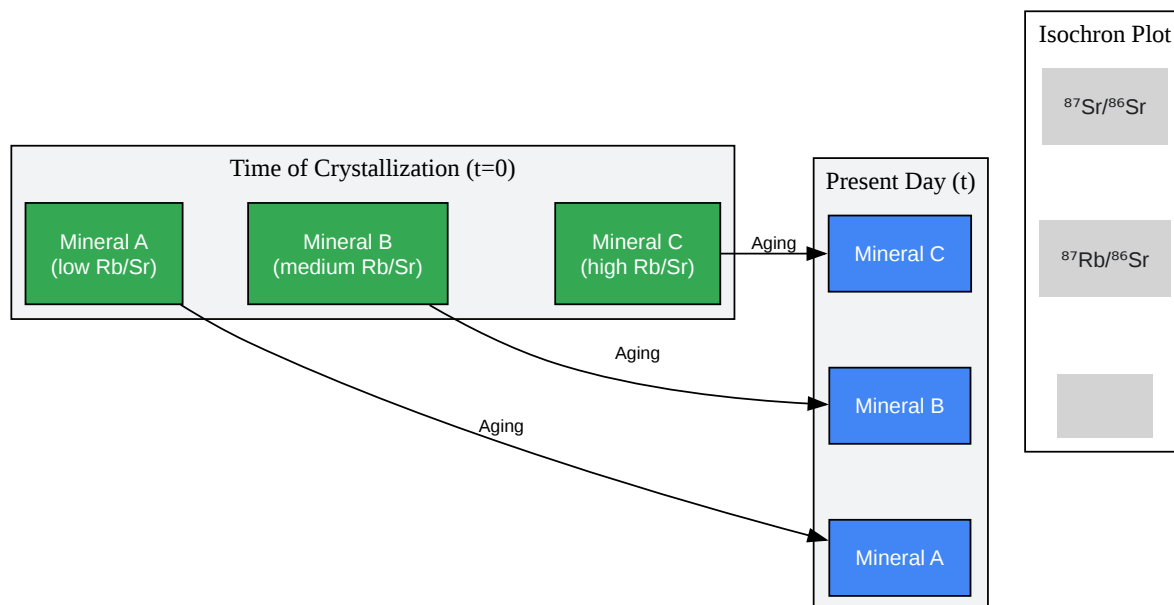 Isochron Plot
⁸⁷Sr/⁸⁶Sr
Time of Crystallization (t=0)
Present Day (t)
Mineral A
(low Rb/Sr)
Mineral B
(medium Rb/Sr)
Mineral C
(high Rb/Sr)
Aging
Mineral C
⁸⁷Rb/⁸⁶Sr
Aging
Mineral B
Aging
Mineral A